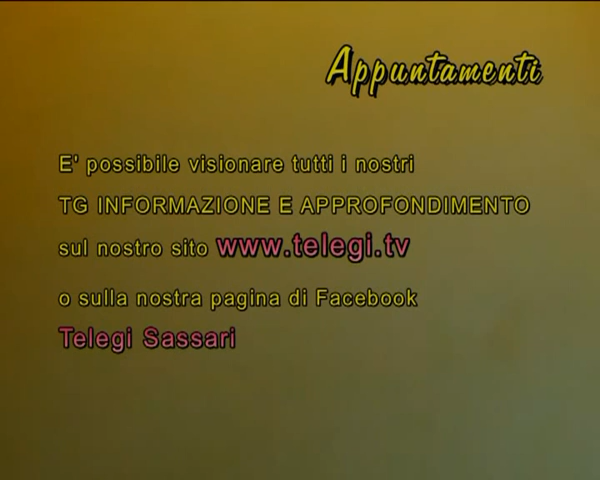 Appuntamenti
E' possibile visionare tutti i nostri
TG INFORMAZIONE E APPROFONDIMENTO
sul nostro sito www.telegi.tv
o sulla nostra pagina di Facebook
Telegi Sassari